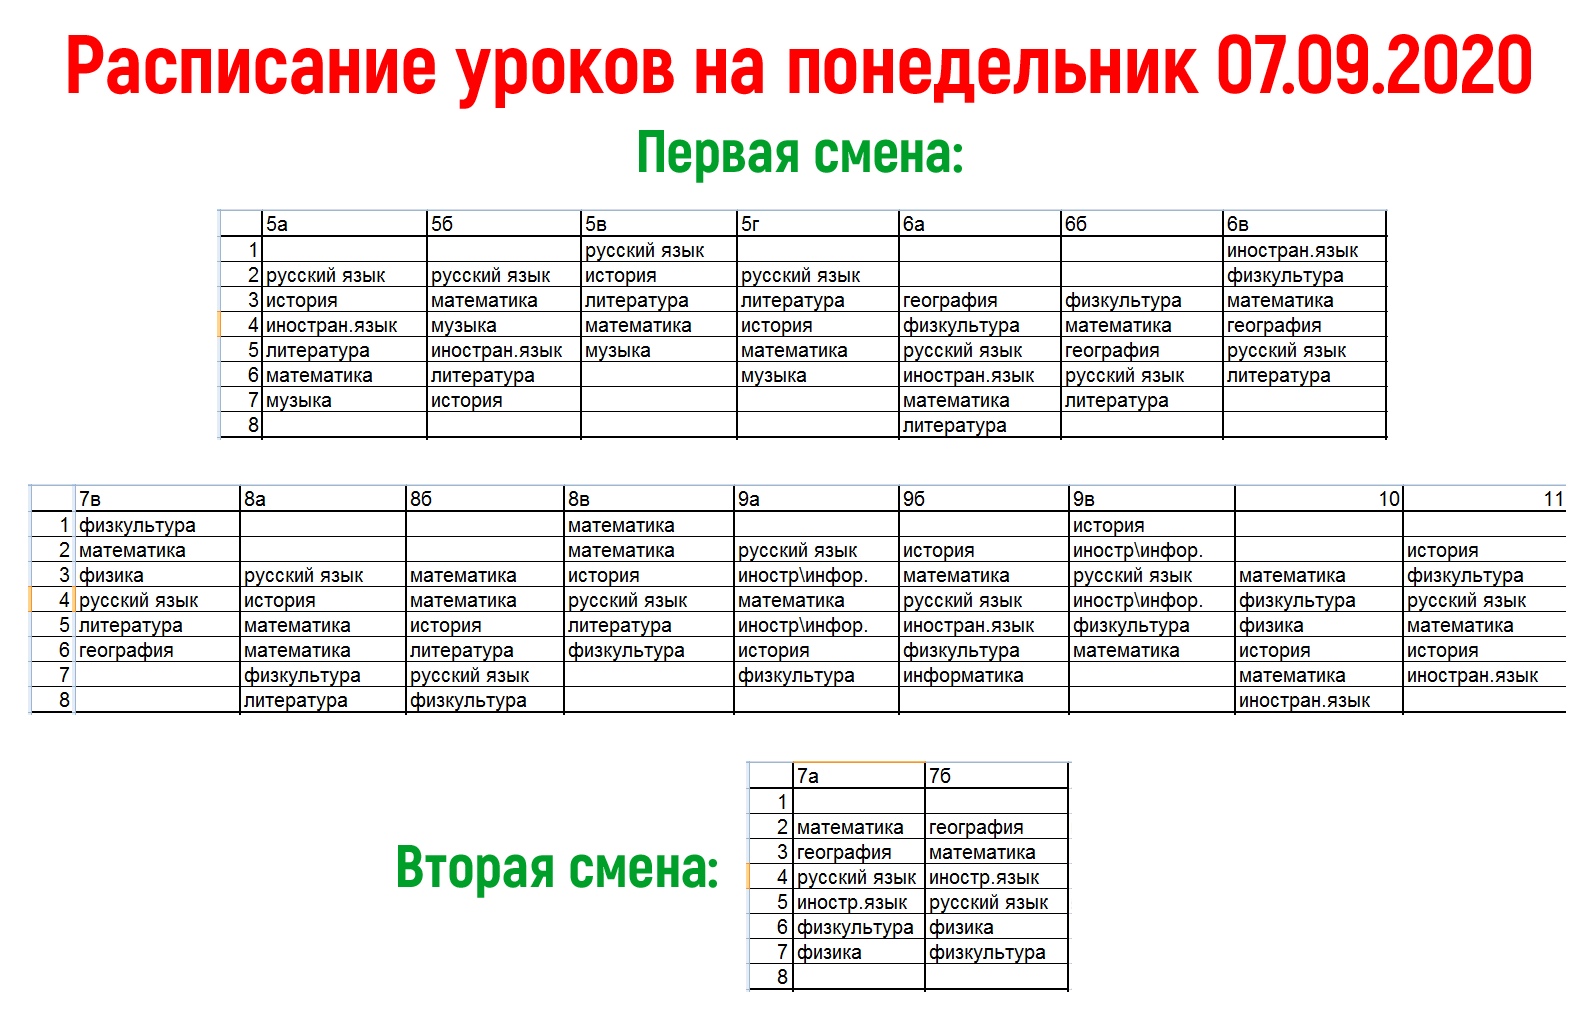 Расписание уроков на понедельник 07.09.2020
Первая смена:
5а 5б 5в 5г 6а 6б 6в
1 русский язык иностран.язык
2 русский язык русский язык история русский язык физкультура
3 история математика литература литература география физкультура математика
4 иностран.язык музыка математика история физкультура математика география
5 литература иностран.язык музыка математика русский язык география русский язык
6 математика литература музыка иностран.язык русский язык литература
7 музыка история математика литература
8 литература
7в 8а 8б 8в 9а 9б 9в 10 11
1 физкультура математика история
2 математика математика русский язык история иностр\инфор. история
3 физика русский язык математика история иностр\инфор. математика русский язык математика физкультура
4 русский язык история математика русский язык математика русский язык иностр\инфор. физкультура русский язык
5 литература математика история литература иностр\инфор. иностран.язык физкультура физика математика
6 география математика литература физкультура история физкультура математика история история
7 физкультура русский язык физкультура информатика математика иностран.язык
8 литература физкультура иностран.язык
Вторая смена:
7а 7б
1
2 математика география
3 география математика
4 русский язык иностр.язык
5 иностр.язык русский язык
6 физкультура физика
7 физика физкультура
8